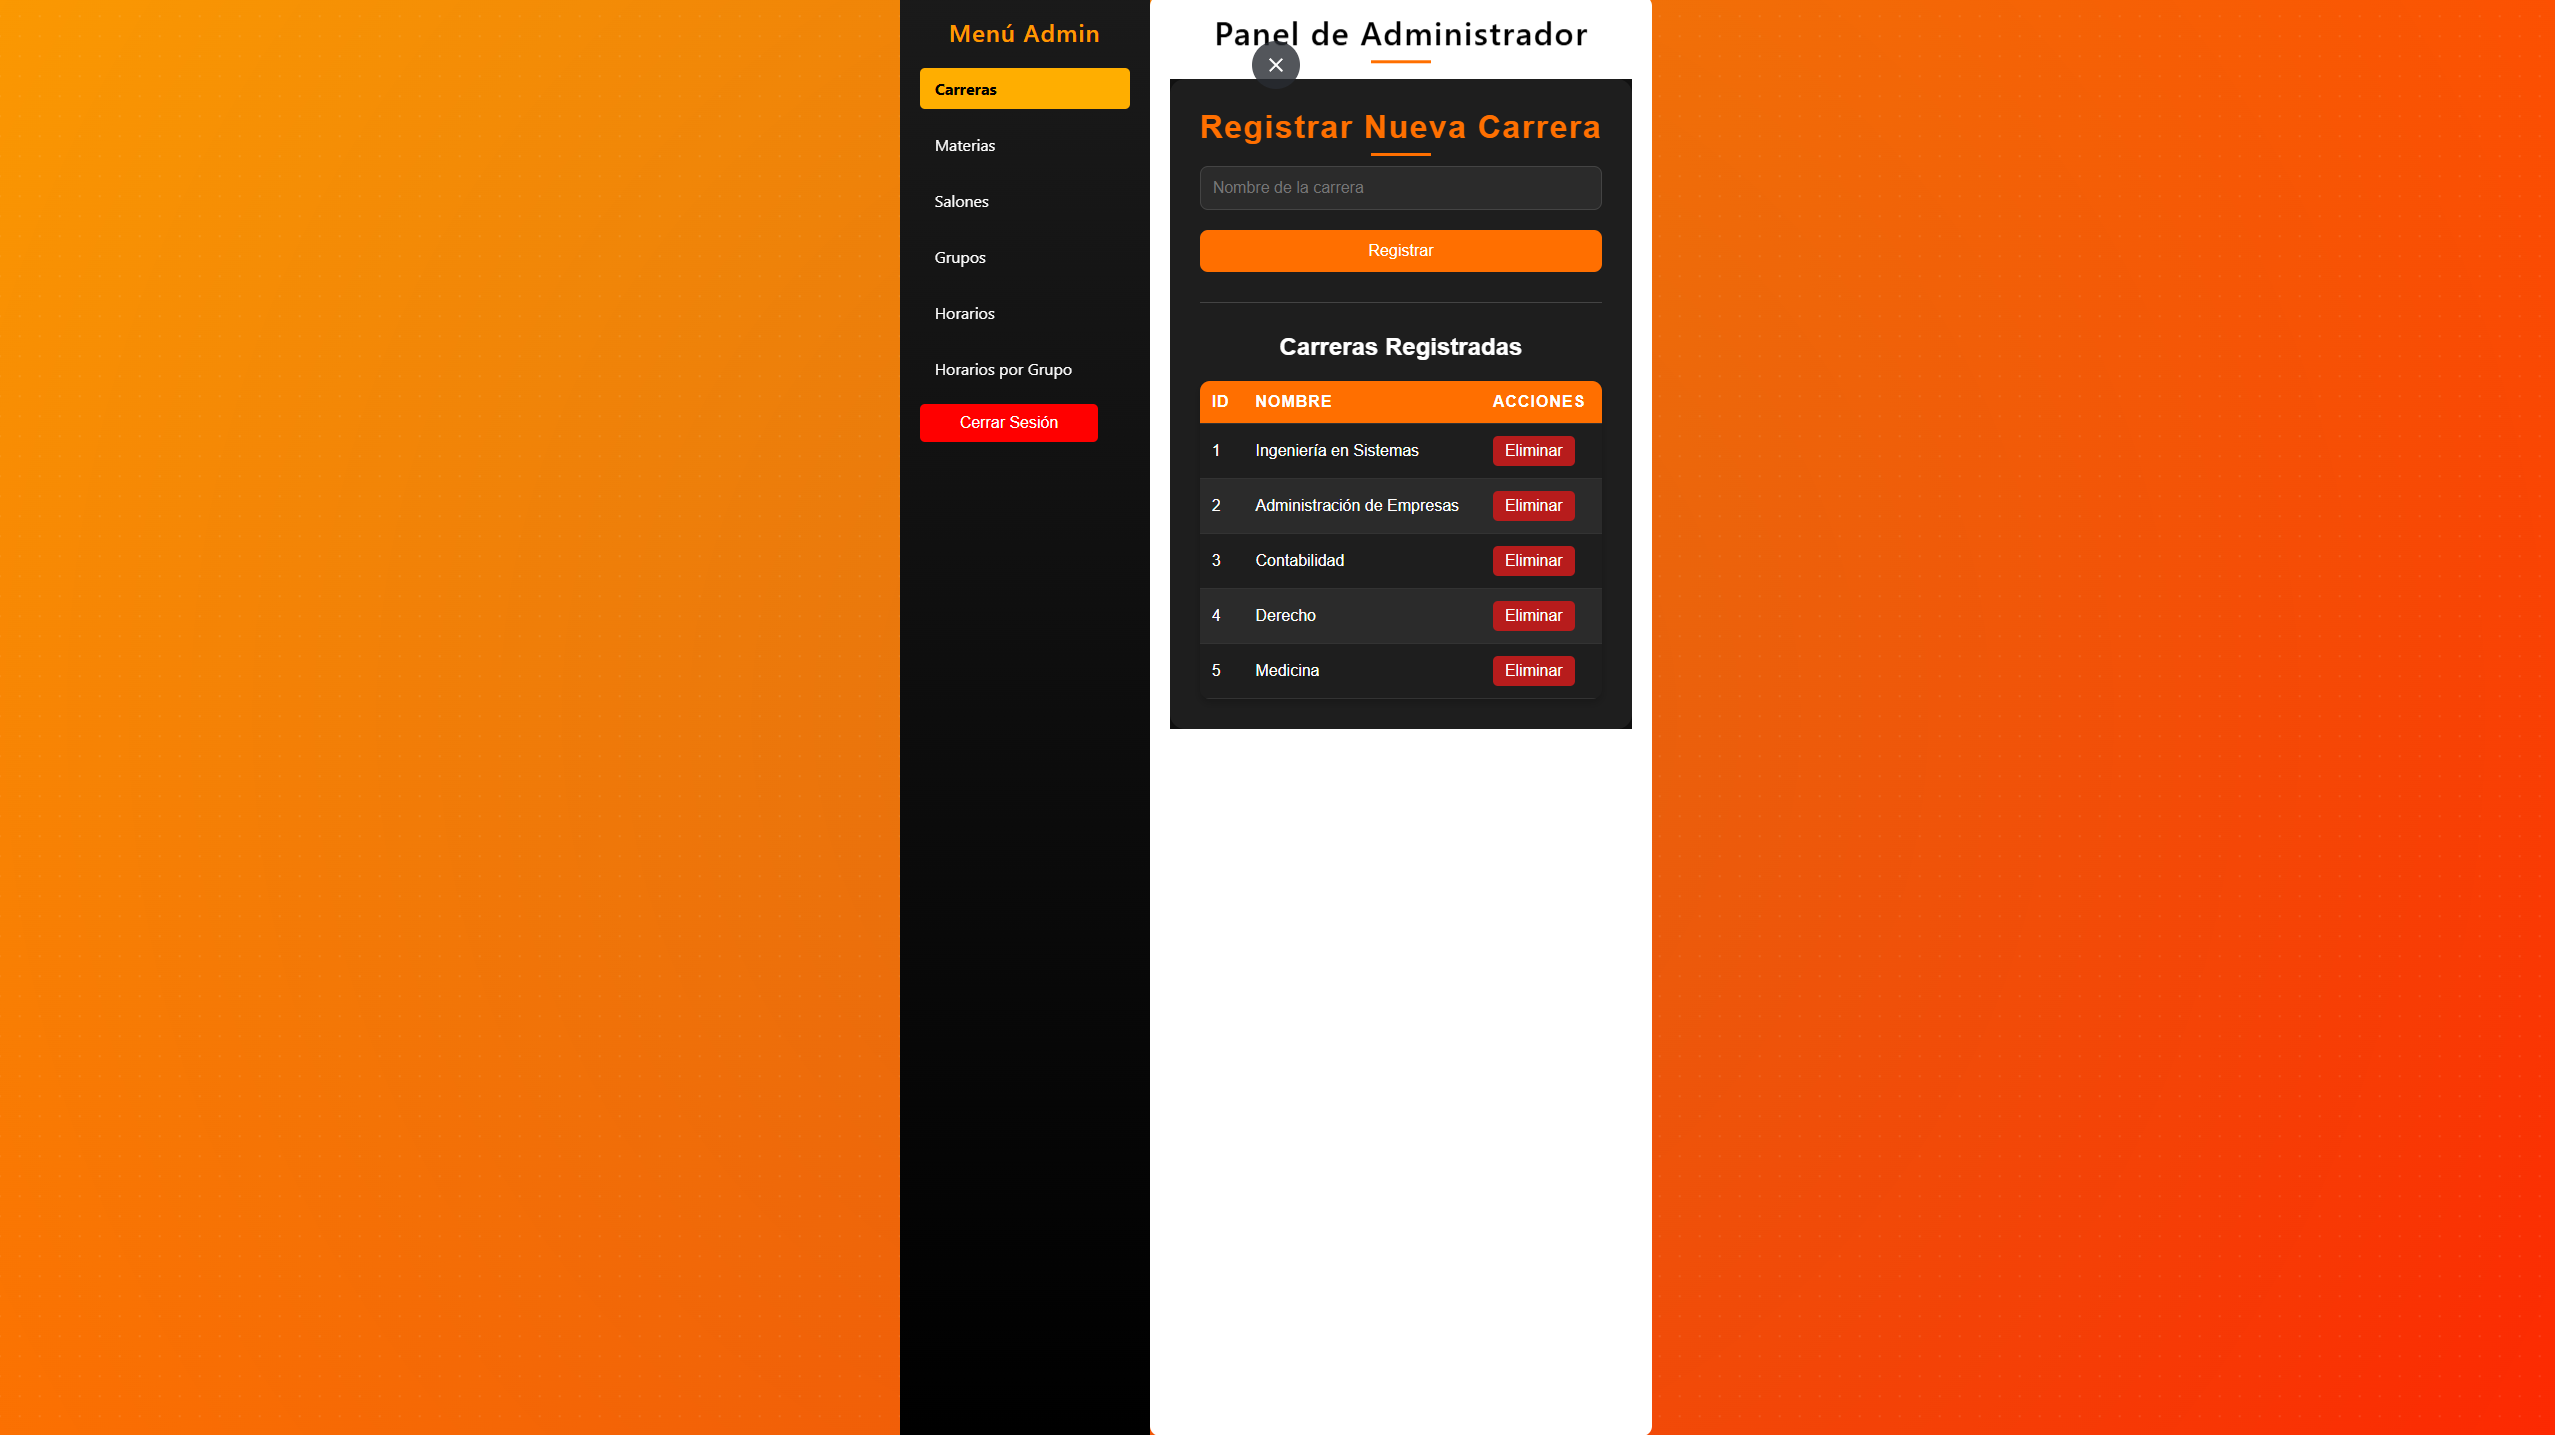 Menú Admin
Carreras
Materias
Salones
Grupos
Horarios
Horarios por Grupo
Cerrar Sesión
Panel de Administrador
Registrar Nueva Carrera
Nombre de la carrera
Registrar
Carreras Registradas
ID NOMBRE ACCIONES
1 Ingeniería en Sistemas Eliminar
2 Administración de Empresas Eliminar
3 Contabilidad Eliminar
4 Derecho Eliminar
5 Medicina Eliminar